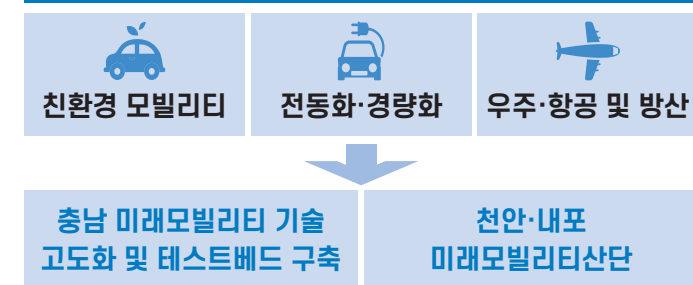 친환경 모빌리티
전동화·경량화
우주·항공 및 방산
충남 미래모빌리티 기술
고도화 및 테스트베드 구축
천안·내포
미래모빌리티산단